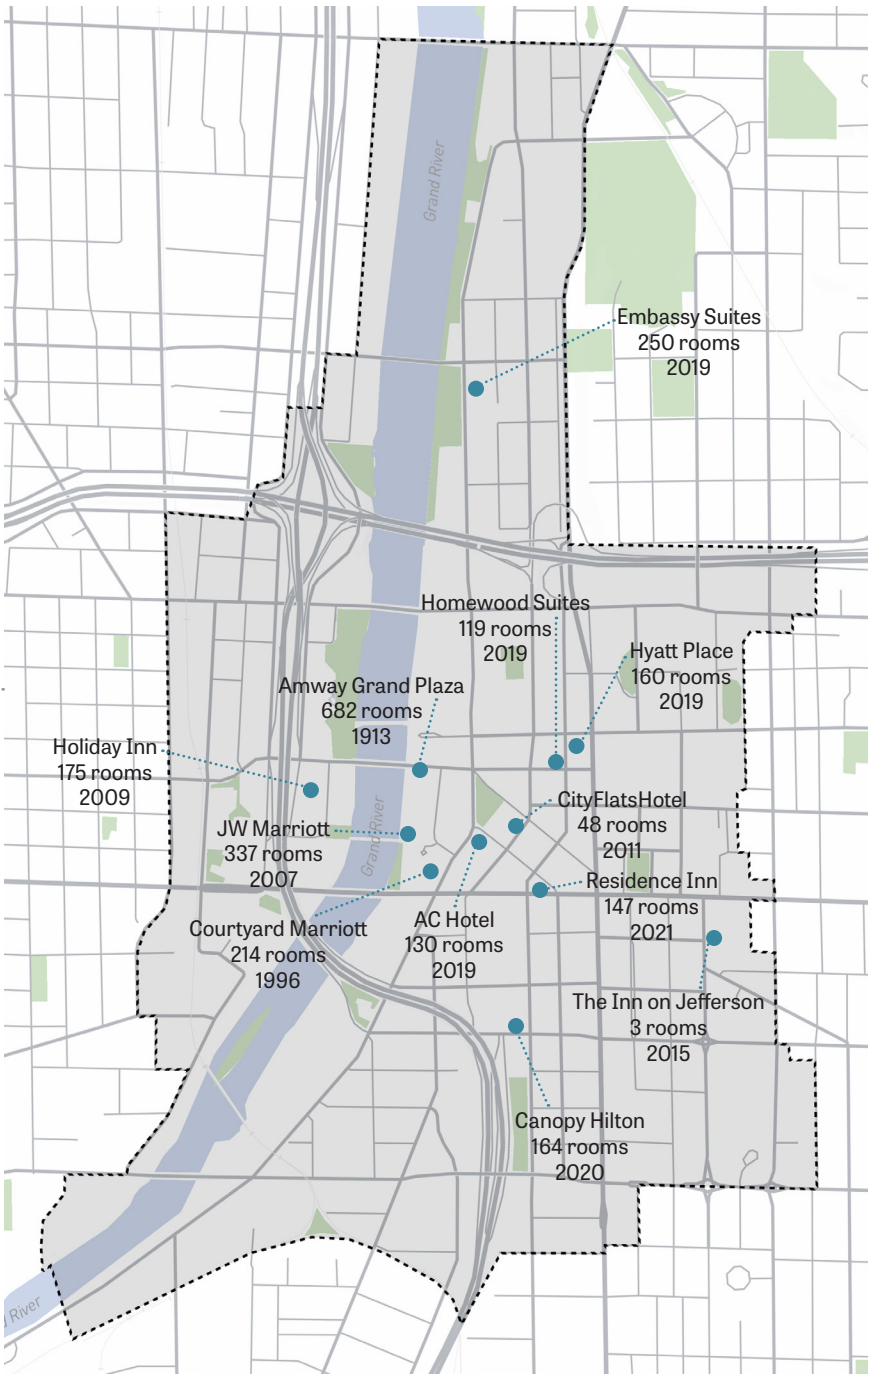 Grand River
Embassy Suites
250 rooms
2019
Homewood Suites
119 rooms
2019
Hyatt Place
160 rooms
2019
Amway Grand Plaza
682 rooms
1913
Holiday Inn
175 rooms
2009
CityFlatsHotel
48 rooms
2011
JW Marriott
337 rooms
2007
Grand River
Residence Inn
147 rooms
2021
Courtyard Marriott
214 rooms
1996
AC Hotel
130 rooms
2019
The Inn on Jefferson
3 rooms
2015
Canopy Hilton
164 rooms
2020
d River